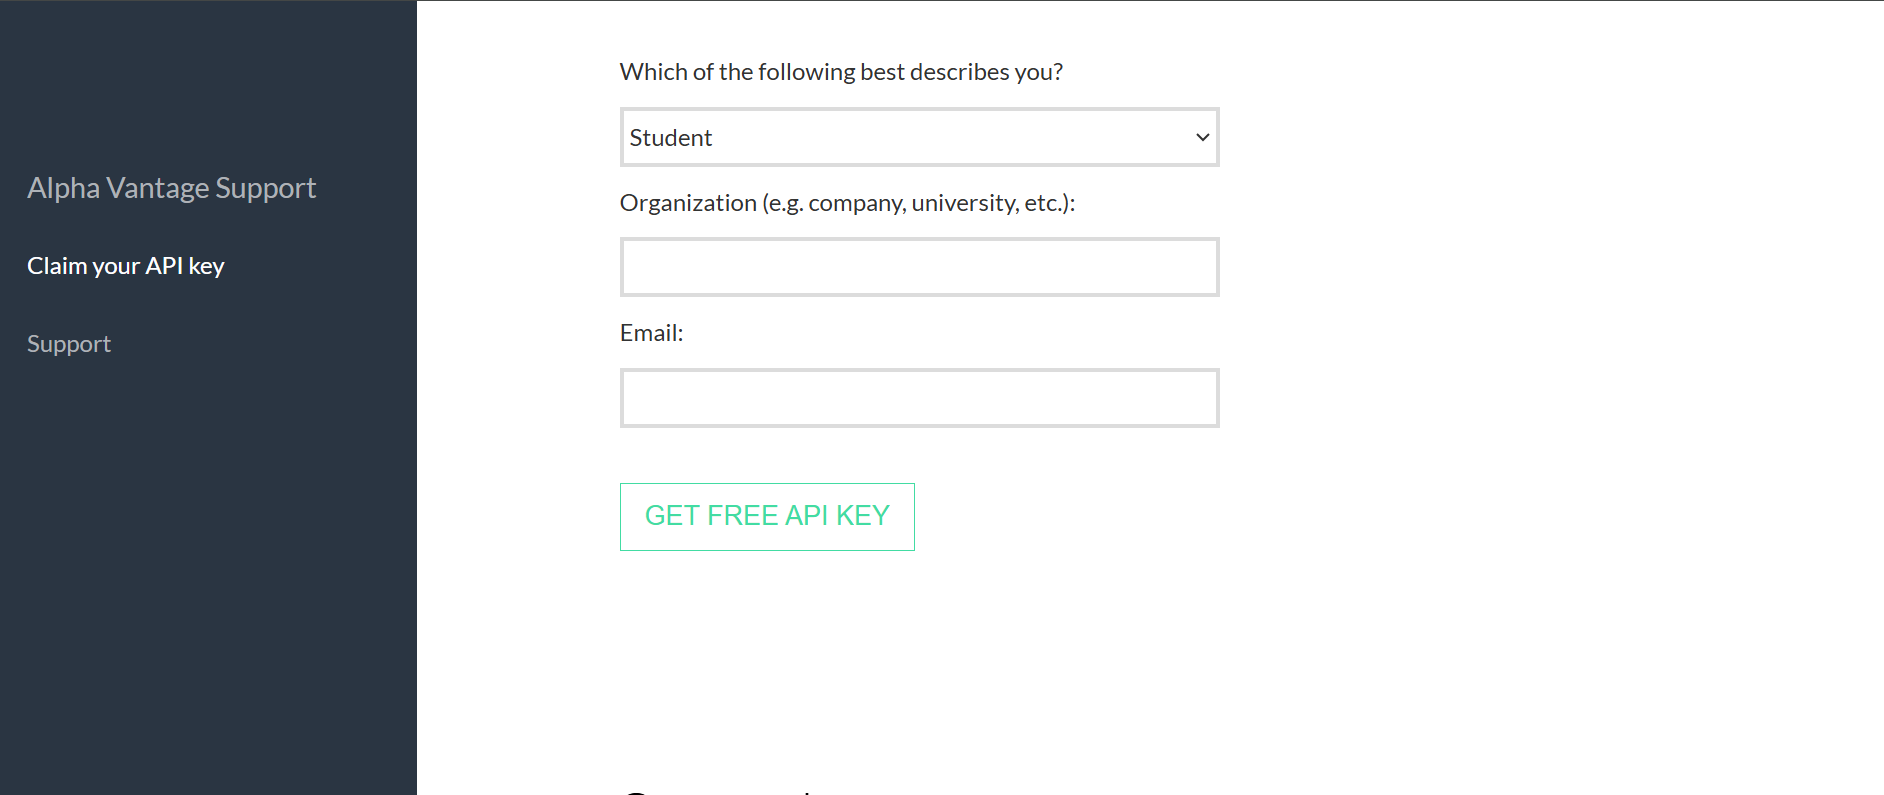 Alpha Vantage Support
Claim your API key
Support
Which of the following best describes you?
Student
Organization (e.g. company, university, etc.):
Email:
GET FREE API KEY